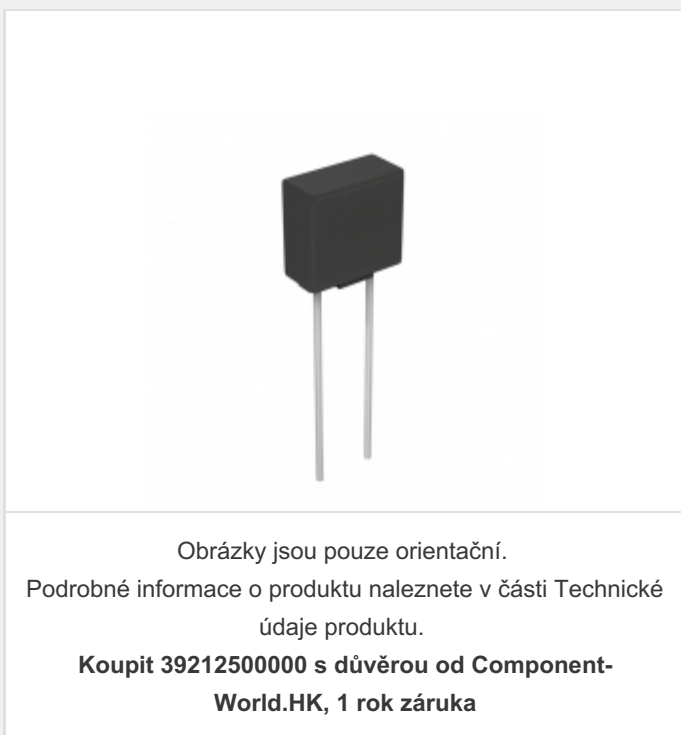 Obrázky jsou pouze orientační.
Podrobné informace o produktu naleznete v části Technické
údaje produktu.
Koupit 39212500000 s důvěrou od Component-
World.HK, 1 rok záruka